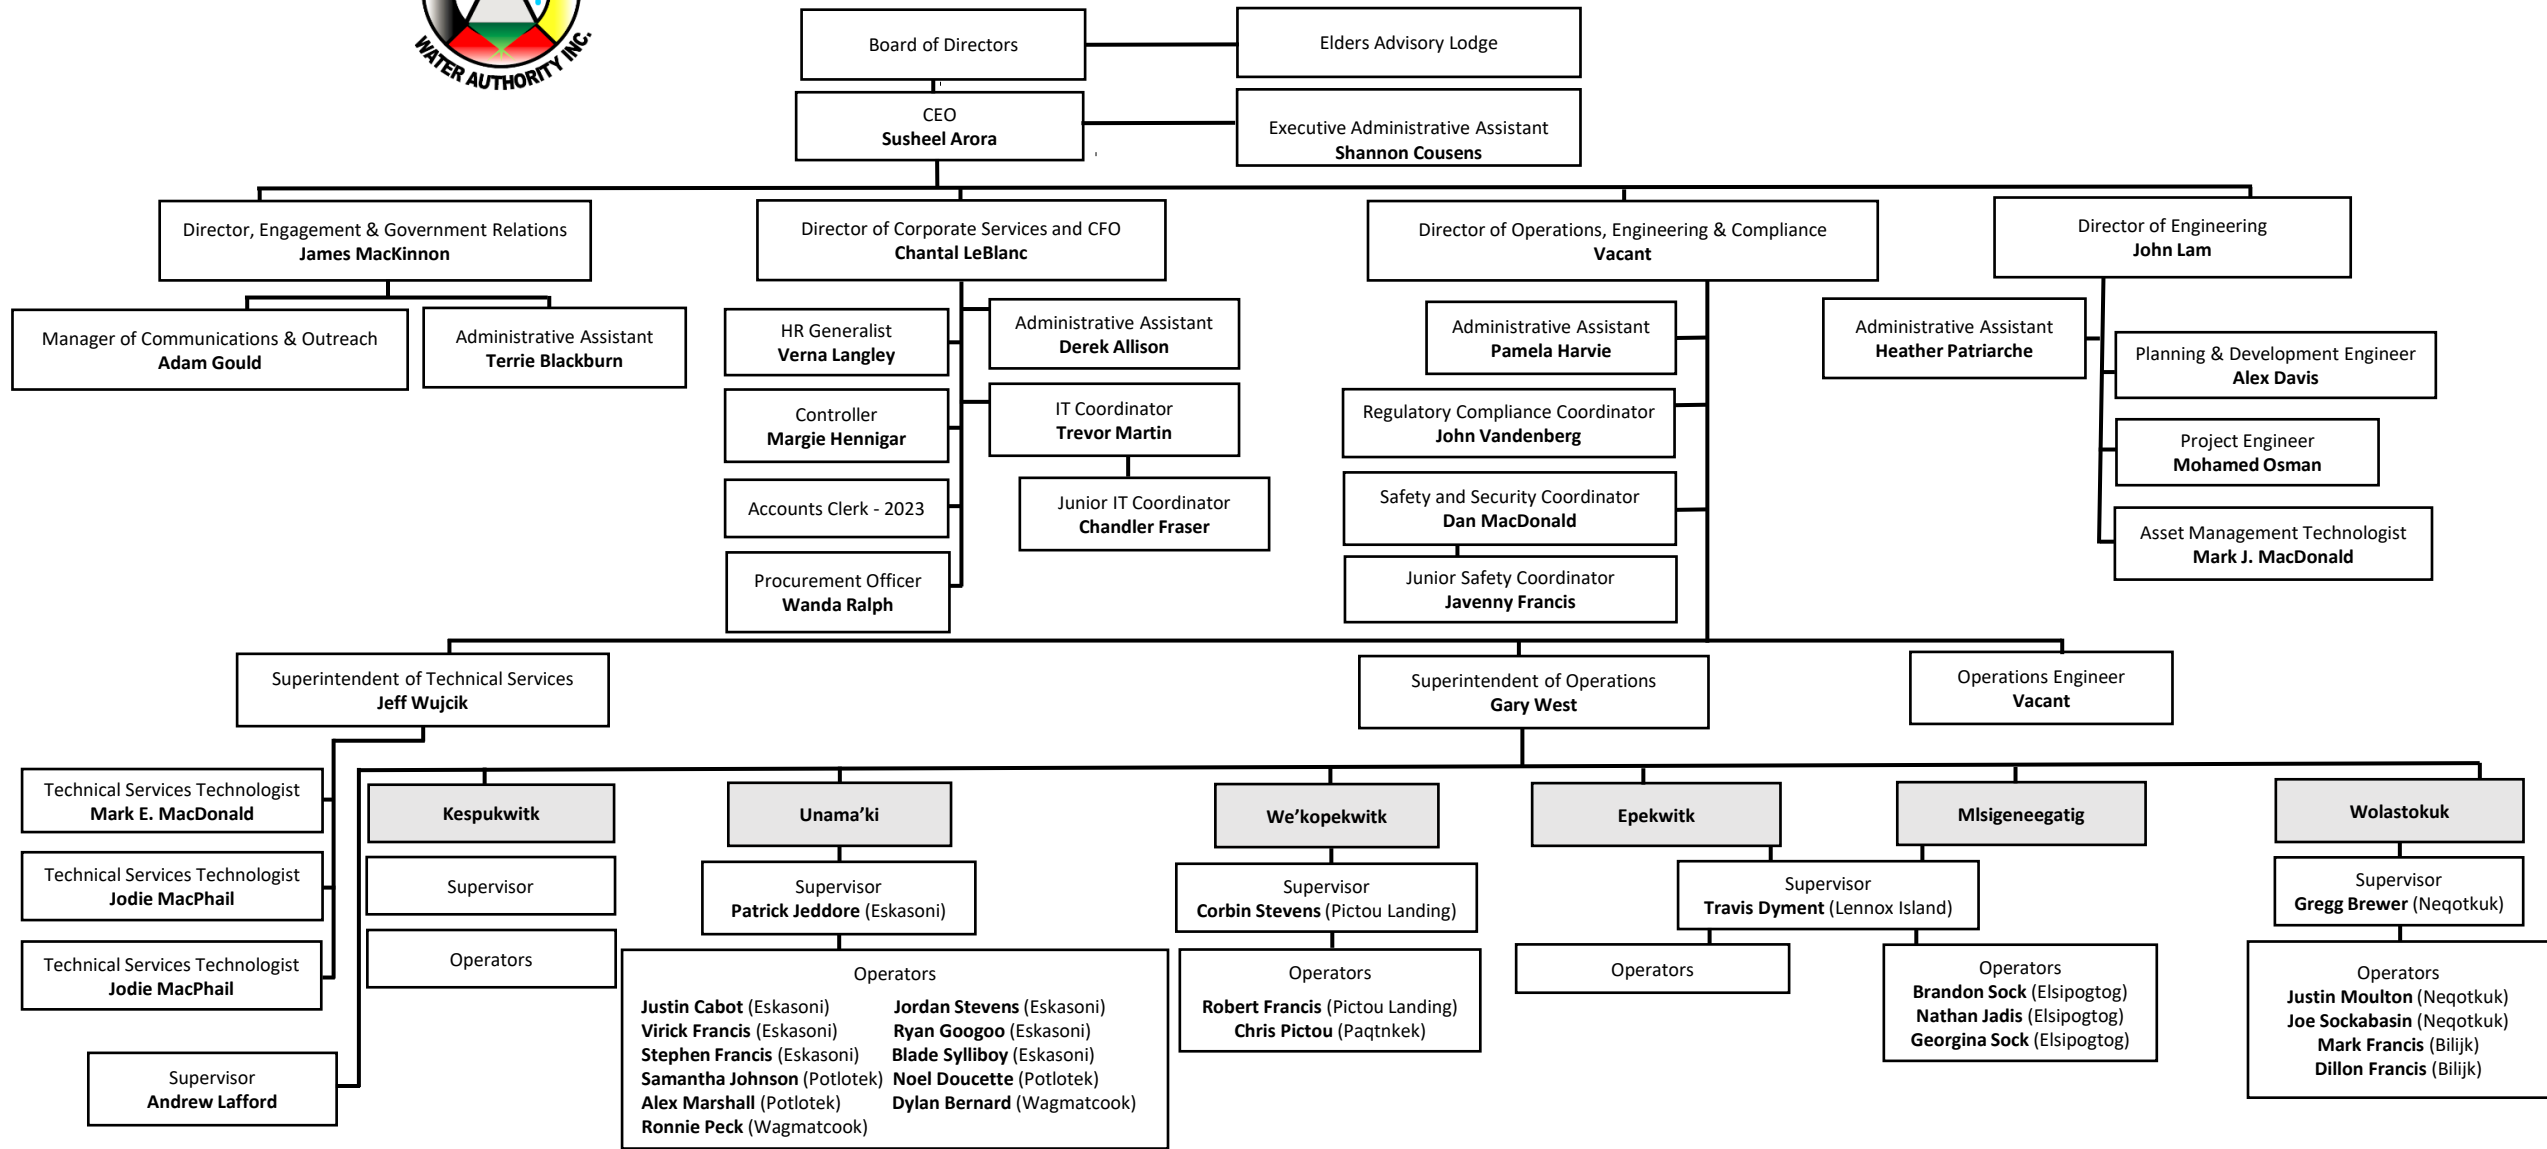 WATER AUTHORITY INC.
Board of Directors
Elders Advisory Lodge
CEO
Susheel Arora
Executive Administrative Assistant
Shannon Cousens
Director, Engagement & Government Relations
James MacKinnon
Director of Corporate Services and CFO
Chantal LeBlanc
Director of Operations, Engineering & Compliance
Vacant
Director of Engineering
John Lam
Manager of Communications & Outreach
Adam Gould
Administrative Assistant
Terrie Blackburn
HR Generalist
Verna Langley
Administrative Assistant
Derek Allison
Controller
Margie Hennigar
IT Coordinator
Trevor Martin
Accounts Clerk - 2023
Junior IT Coordinator
Chandler Fraser
Procurement Officer
Wanda Ralph
Administrative Assistant
Pamela Harvie
Regulatory Compliance Coordinator
John Vandenberg
Safety and Security Coordinator
Dan MacDonald
Junior Safety Coordinator
Javenny Francis
Administrative Assistant
Heather Patriarche
Planning & Development Engineer
Alex Davis
Project Engineer
Mohamed Osman
Asset Management Technologist
Mark J. MacDonald
Superintendent of Technical Services
Jeff Wujcik
Superintendent of Operations
Gary West
Operations Engineer
Vacant
Technical Services Technologist
Mark E. MacDonald
Technical Services Technologist
Jodie MacPhail
Technical Services Technologist
Jodie MacPhail
Supervisor
Andrew Lafford
Kespukwitk
Supervisor
Operators
Unama’ki
Supervisor
Patrick Jeddore (Eskasoni)
Operators
Justin Cabot (Eskasoni) Jordan Stevens (Eskasoni)
Virick Francis (Eskasoni) Ryan Googoo (Eskasoni)
Stephen Francis (Eskasoni) Blade Sylliboy (Eskasoni)
Samantha Johnson (Potlotek) Noel Doucette (Potlotek)
Alex Marshall (Potlotek) Dylan Bernard (Wagmatcook)
Ronnie Peck (Wagmatcook)
We’kopekwitk
Supervisor
Corbin Stevens (Pictou Landing)
Operators
Robert Francis (Pictou Landing)
Chris Pictou (Paqtnkek)
Epekwitk
MIsigeneegatig
Supervisor
Travis Dyment (Lennox Island)
Operators
Operators
Brandon Sock (Elsipogtog)
Nathan Jadis (Elsipogtog)
Georgina Sock (Elsipogtog)
Wolastokuk
Supervisor
Gregg Brewer (Neqotkuk)
Operators
Justin Moulton (Neqotkuk)
Joe Sockabasin (Neqotkuk)
Mark Francis (Bilijk)
Dillon Francis (Bilijk)